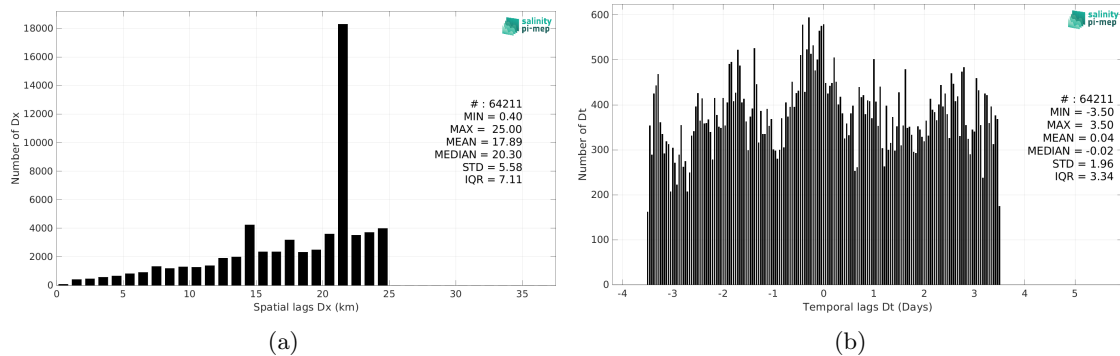 salinity
pi-mep
18000
16000
14000
12000
10000
8000
6000
4000
2000
0
Number of Dx
# : 64211
MIN = 0.40
MAX = 25.00
MEAN = 17.89
MEDIAN = 20.30
STD = 5.58
IQR = 7.11
0 5 10 15 20 25 30 35
Spatial lags Dx (km)
(a)
salinity
pi-mep
600
500
400
300
200
100
0
Number of Dt
# : 64211
MIN = -3.50
MAX = 3.50
MEAN = 0.04
MEDIAN = -0.02
STD = 1.96
IQR = 3.34
-4 -3 -2 -1 0 1 2 3 4 5
Temporal lags Dt (Days)
(b)